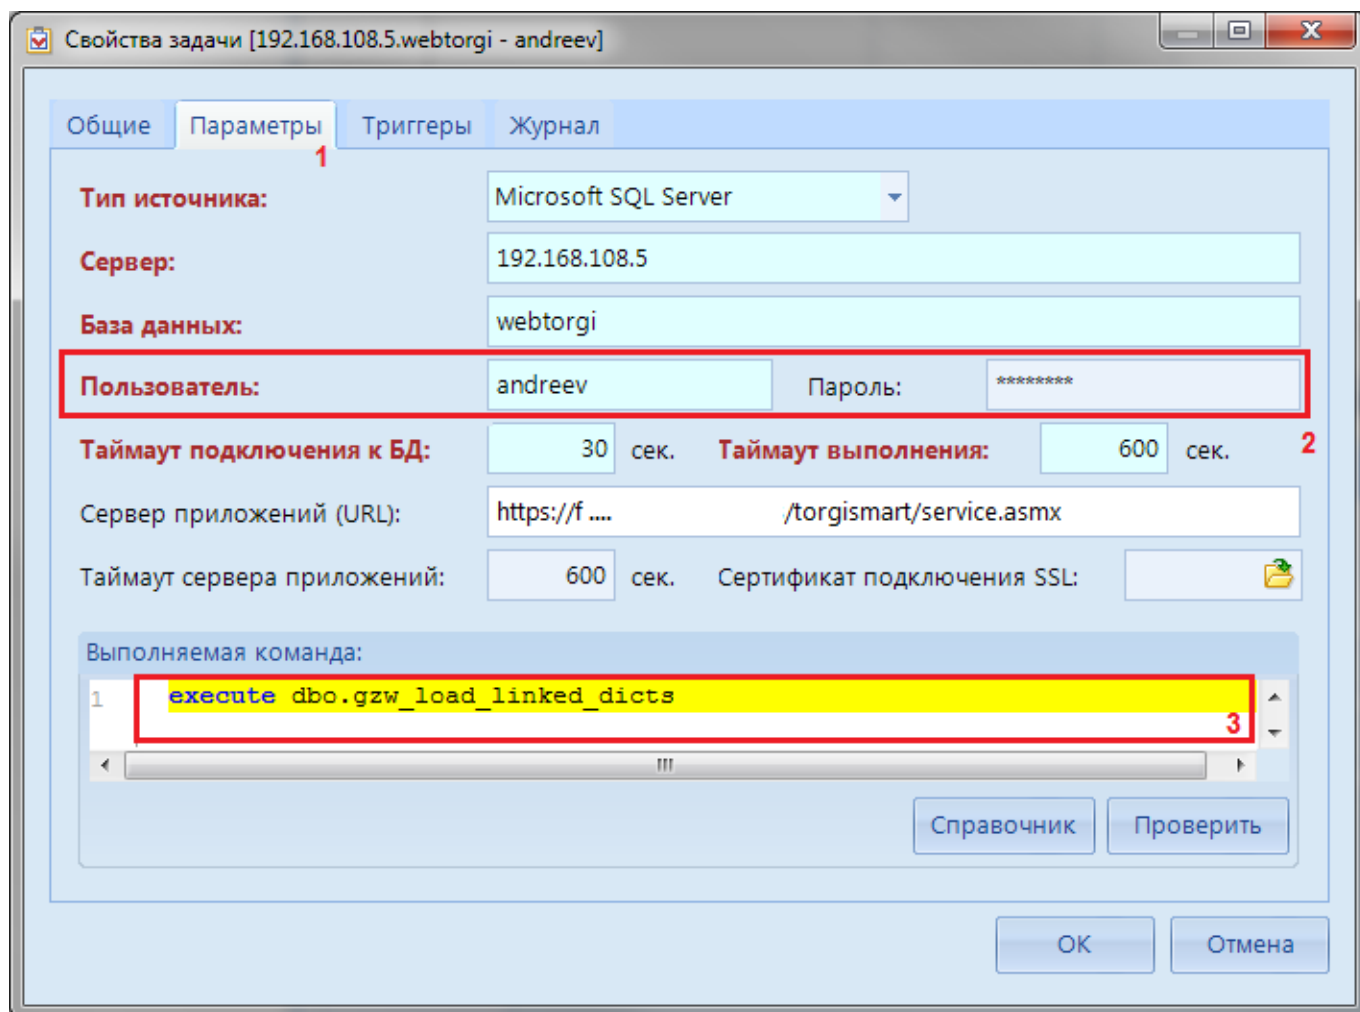 Свойства задачи [192.168.108.5.webtorgi - andreev]
Общие Параметры Триггеры Журнал
1
Тип источника: Microsoft SQL Server
Сервер: 192.168.108.5
База данных: webtorgi
Пользователь: andreev Пароль: ********
Таймаут подключения к БД: 30 сек. Таймаут выполнения: 600 сек. 2
Сервер приложений (URL): https://f .... /torgismart/service.asmx
Таймаут сервера приложений: 600 сек. Сертификат подключения SSL:
Выполняемая команда:
1 execute dbo.gzw_load_linked_dicts
3
Справочник Проверить
ОК Отмена